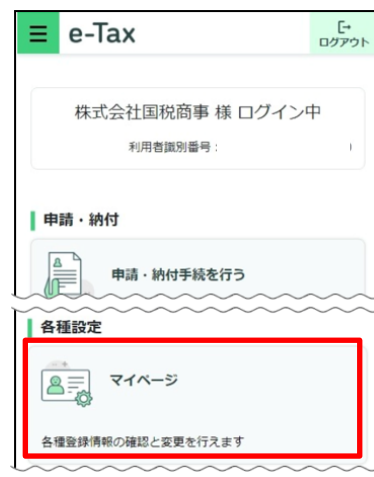 e-Tax
ログアウト
株式会社国税商事 様 ログイン中
利用者識別番号：
申請・納付
申請・納付手続を行う
各種設定
マイページ
各種登録情報の確認と変更を行えます